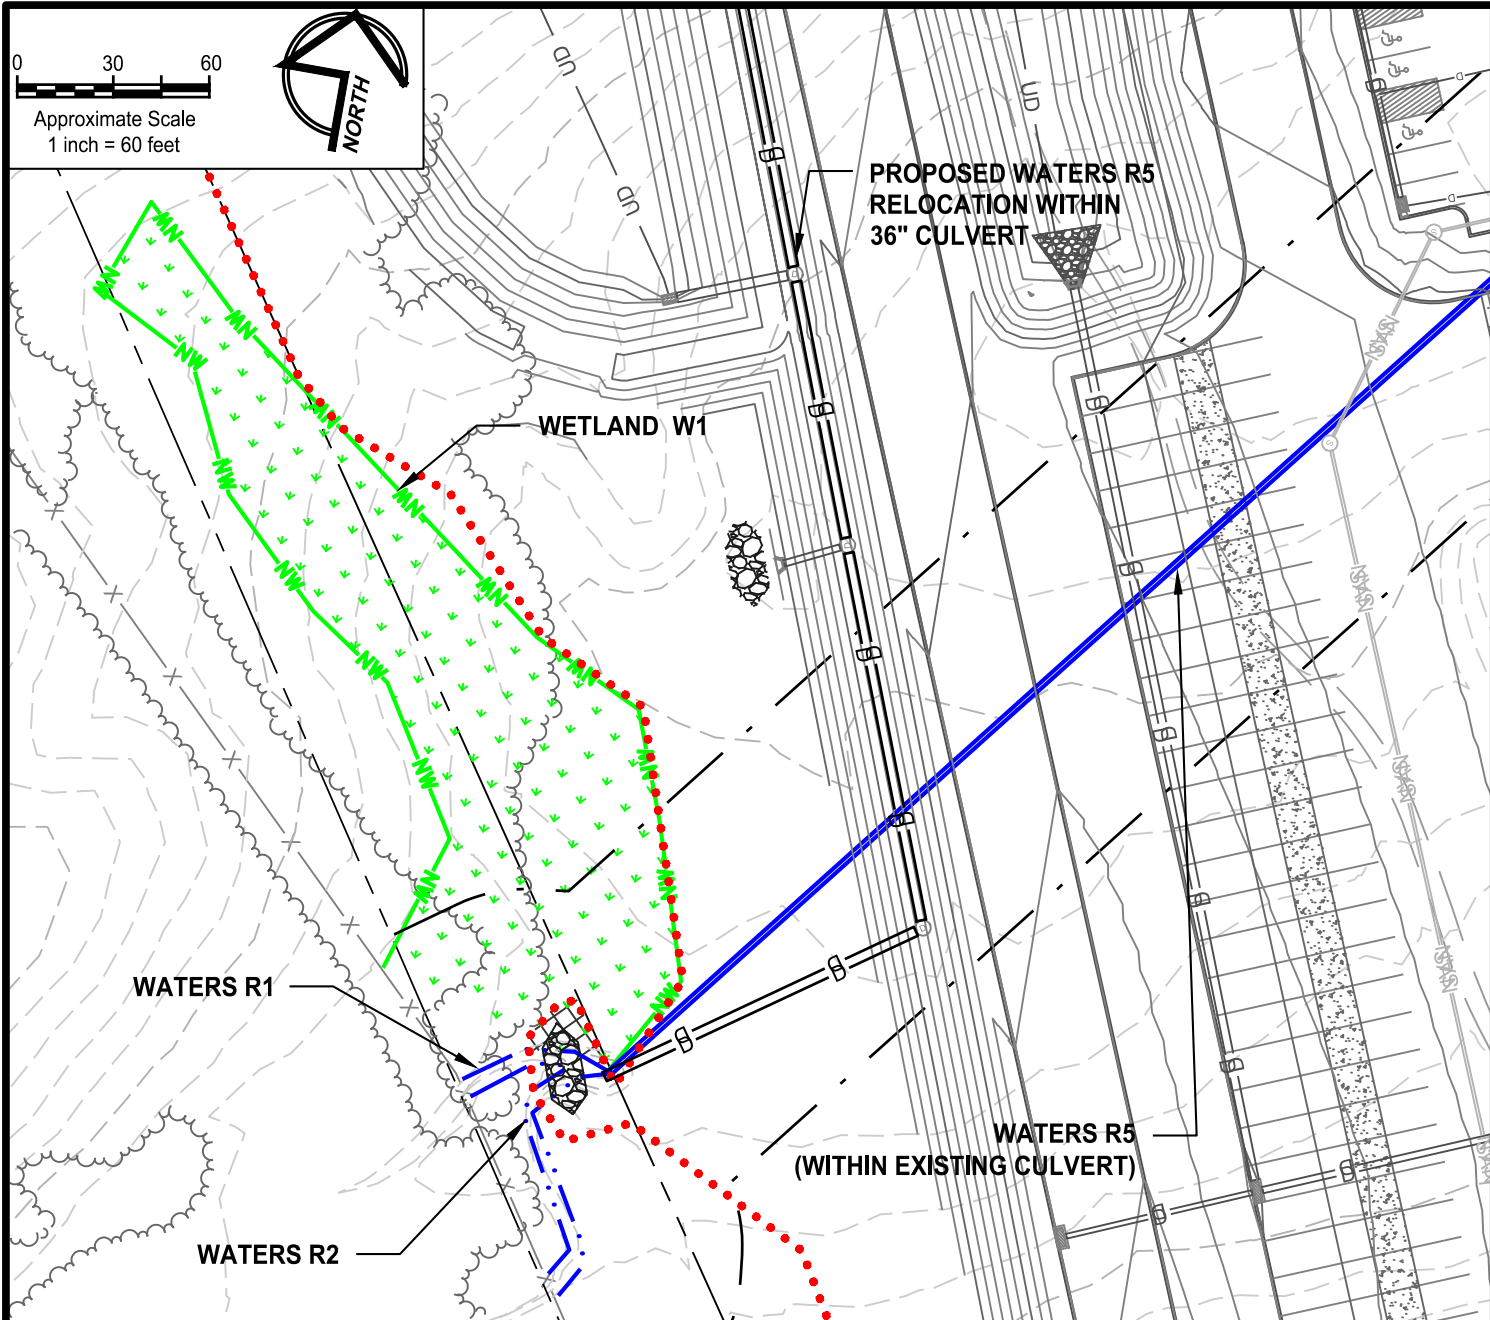 0 30 60
Approximate Scale
1 inch = 60 feet
NORTH
UD
UD
UD
PROPOSED WATERS R5
RELOCATION WITHIN
36" CULVERT
WETLAND W1
WATERS R1
WATERS R2
WATERS R5
(WITHIN EXISTING CULVERT)